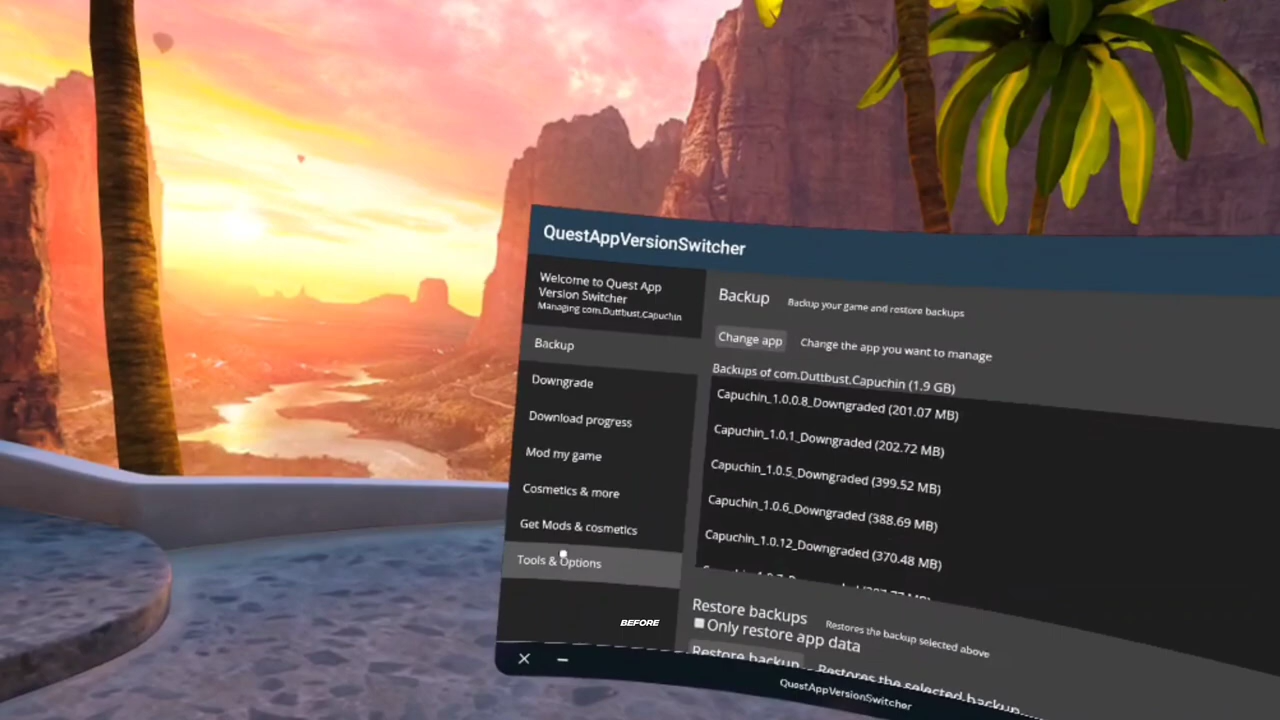 QuestAppVersionSwitcher
Welcome to Quest App
Version Switcher
Managing com.Duttbust.Capuchin
Backup
Downgrade
Download progress
Mod my game
Cosmetics & more
Get Mods & cosmetics
Tools & Options
BEFORE
Backup
Backup your game and restore backups
Change app
Change the app you want to manage
Backups of com.Duttbust.Capuchin (1.9 GB)
Capuchin_1.0.0.8_Downgraded (201.07 MB)
Capuchin_1.0.1_Downgraded (202.72 MB)
Capuchin_1.0.5_Downgraded (399.52 MB)
Capuchin_1.0.6_Downgraded (388.69 MB)
Capuchin_1.0.12_Downgraded (370.48 MB)
Restore backups
Restores the backup selected above
Only restore app data
Restore backup
Restores the selected backup
QuestAppVersionSwitcher